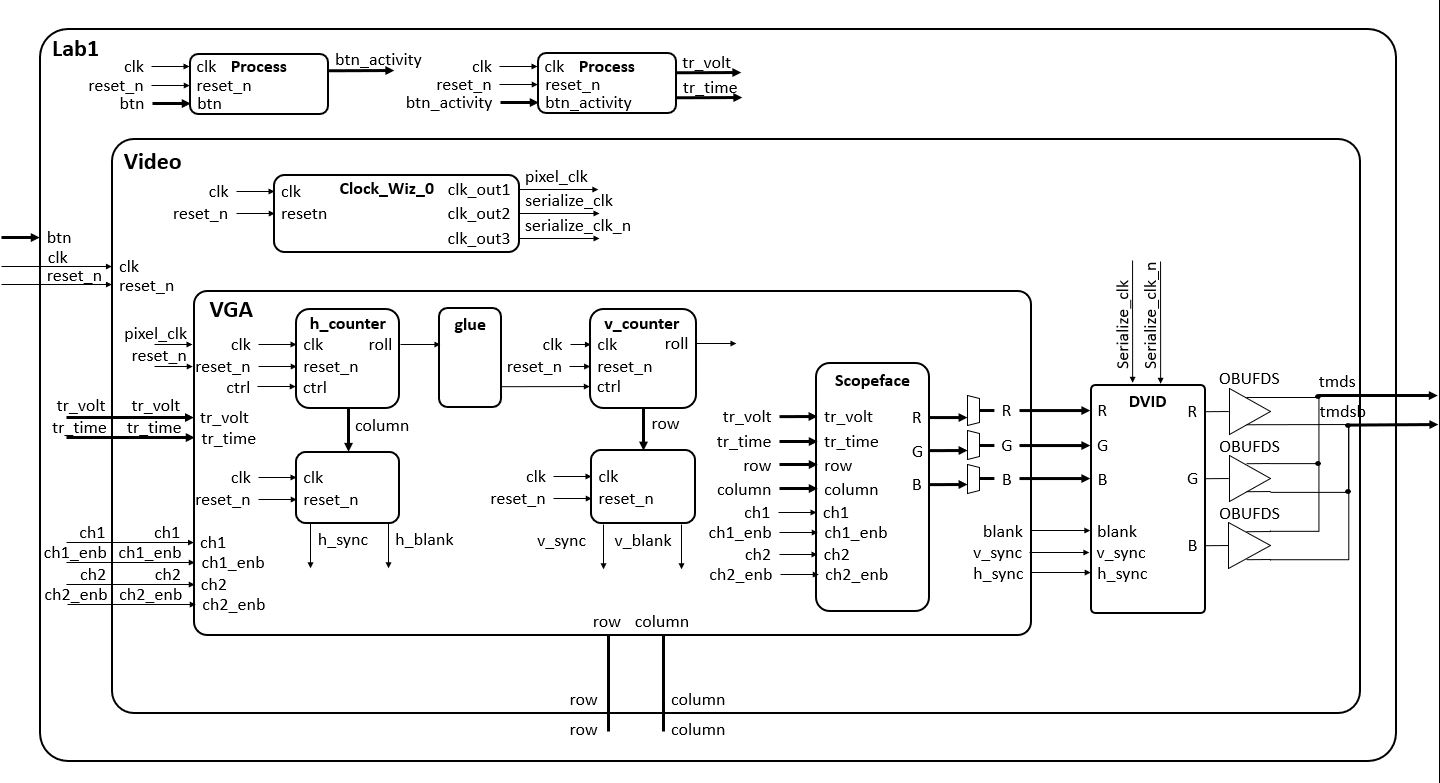 Lab1
clk
reset_n
btn
clk Process
reset_n
btn
btn_activity
clk
reset_n
btn_activity
clk Process
reset_n
btn_activity
tr_volt
tr_time
Video
clk
reset_n
clk
resetn
Clock_Wiz_0
clk_out1
clk_out2
clk_out3
pixel_clk
serialize_clk
serialize_clk_n
btn
clk
reset_n
clk
reset_n
VGA
pixel_clk
reset_n
tr_volt
tr_time
tr_volt
tr_time
tr_volt
tr_time
clk
reset_n
ctrl
h_counter
clk
roll
reset_n
ctrl
glue
clk
reset_n
v_counter
clk
roll
reset_n
ctrl
column
row
clk
reset_n
clk
reset_n
h_sync
h_blank
clk
reset_n
clk
reset_n
v_sync
v_blank
ch1
ch1_enb
ch2
ch2_enb
ch1
ch1_enb
ch2
ch2_enb
ch1
ch1_enb
ch2
ch2_enb
tr_volt
tr_time
row
column
ch1
ch1_enb
ch2
ch2_enb
Scopeface
tr_volt
tr_time
row
column
ch1
ch1_enb
ch2
ch2_enb
R
G
B
R
G
B
blank
v_sync
h_sync
Serialize_clk
Serialize_clk_n
DVID
R
G
B
blank
v_sync
h_sync
R
G
B
OBUFDS
OBUFDS
OBUFDS
tmds
tmdsb
row
column
row
column
row
column